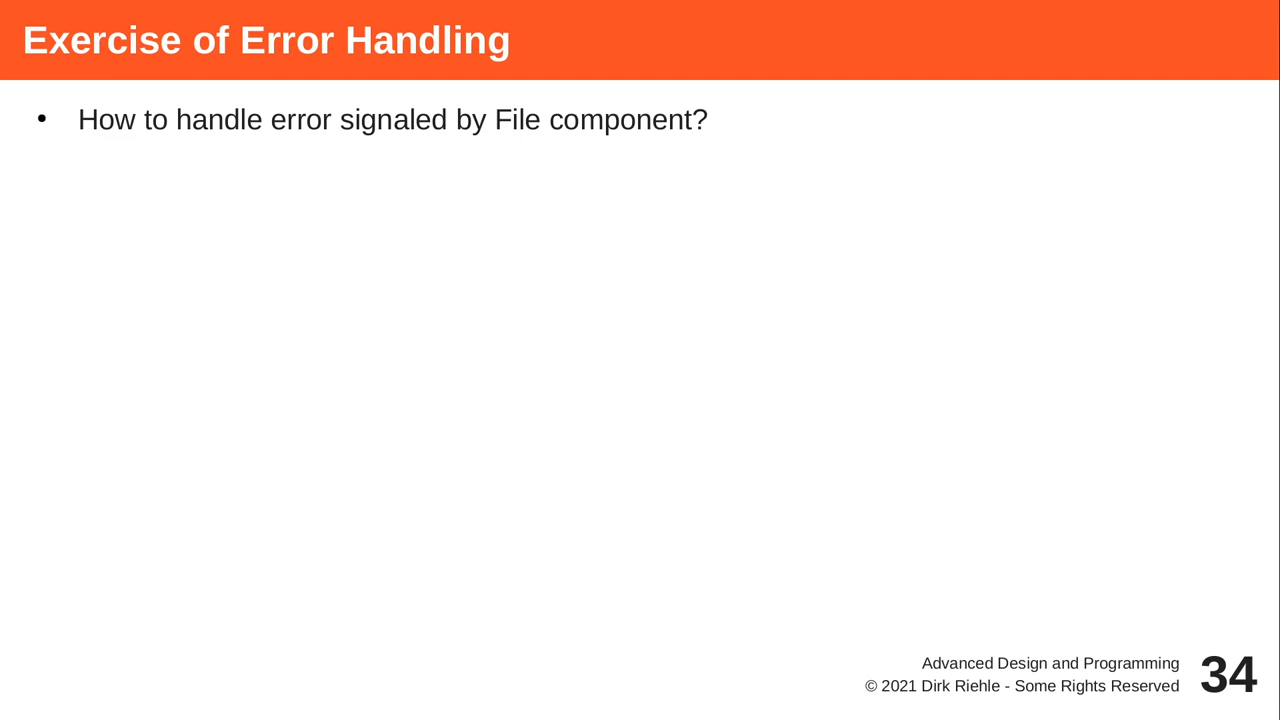 Exercise of Error Handling
• How to handle error signaled by File component?
Advanced Design and Programming
© 2021 Dirk Riehle - Some Rights Reserved
34